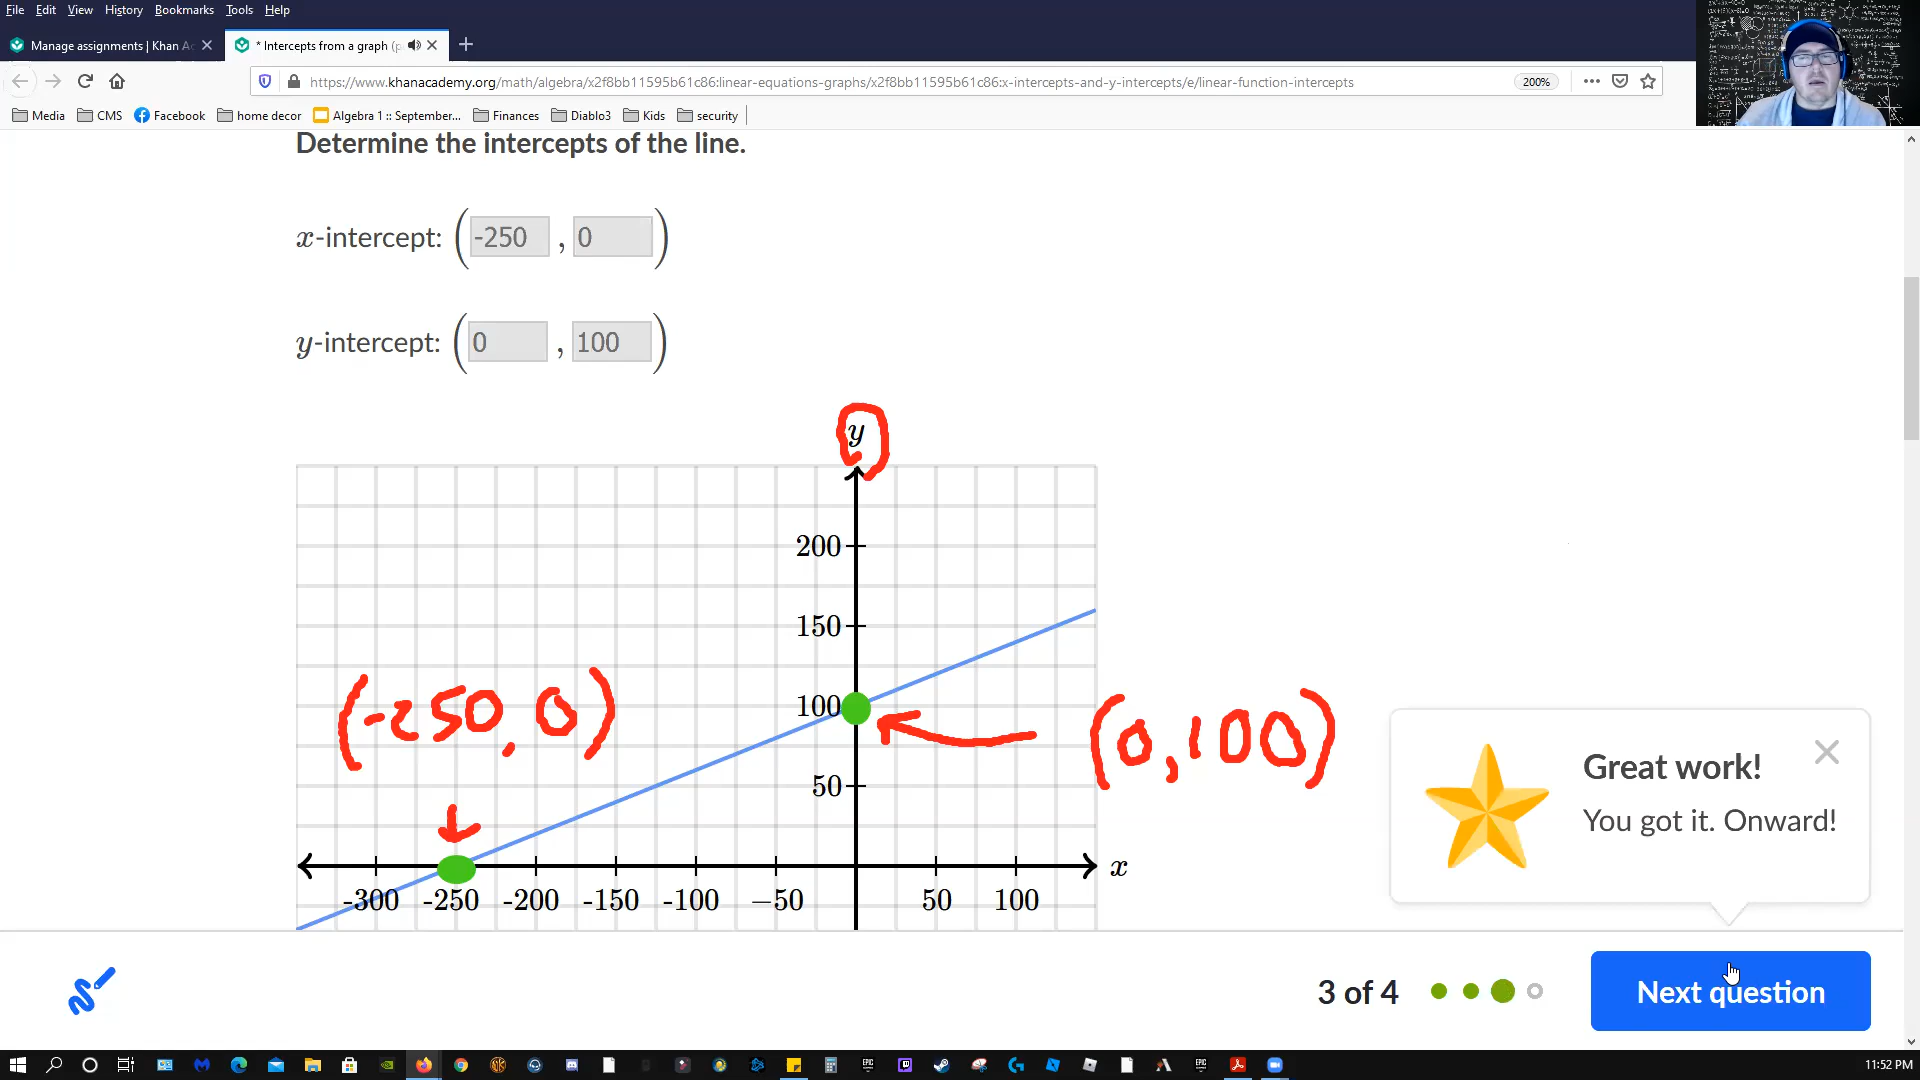 File Edit View History Bookmarks Tools Help
Manage assignments | Khan Ac
* Intercepts from a graph (p
https://www.khanacademy.org/math/algebra/x2f8bb11595b61c86:linear-equations-graphs/x2f8bb11595b61c86:x-intercepts-and-y-intercepts/e/linear-function-intercepts
200%
Media CMS Facebook home decor Algebra 1 :: September... Finances Diablo3 Kids security
Determine the intercepts of the line.
x-intercept: (-250 , 0)
y-intercept: (0 , 100)
y
200
150
100
50
(-250, 0)
(0,100)
-300 -250 -200 -150 -100 −50 50 100
x
Great work!
You got it. Onward!
3 of 4
Next question
11:52 PM